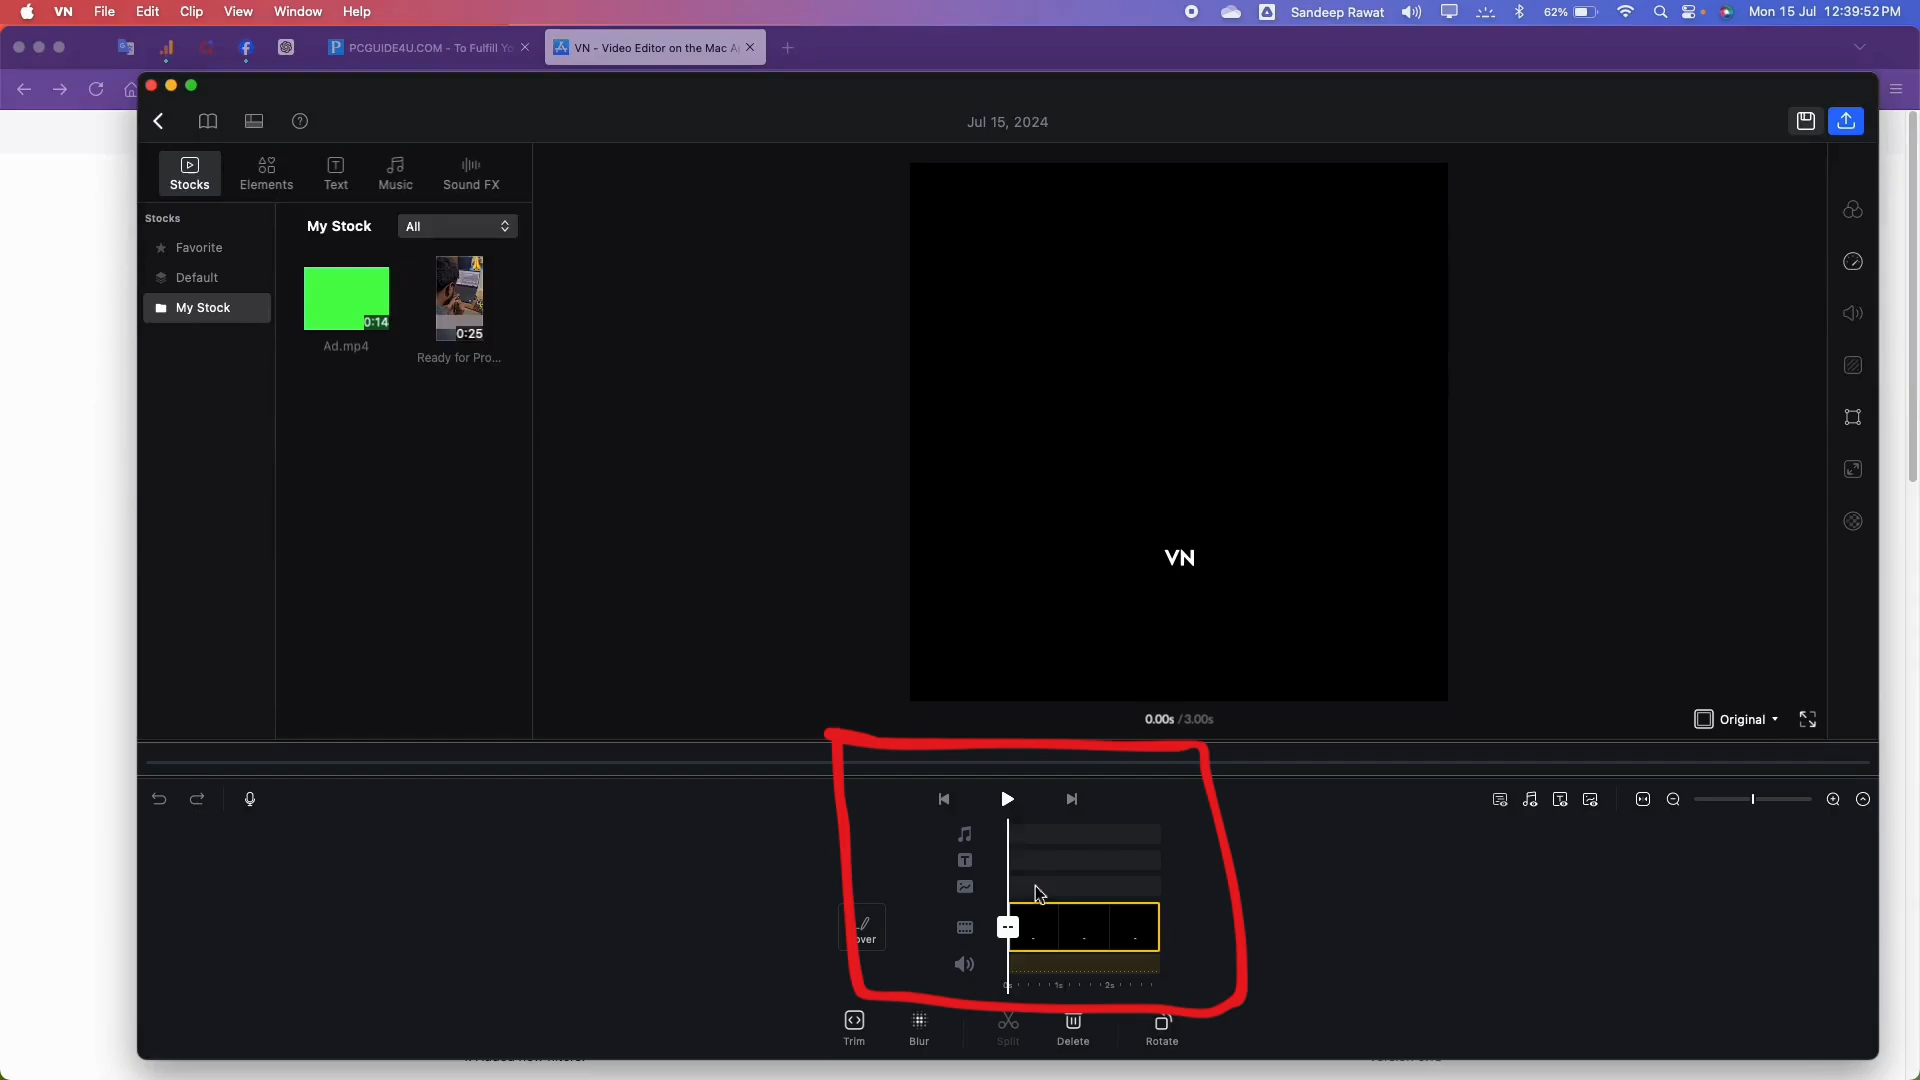 VN File Edit Clip View Window Help
Sandeep Rawat 62% Mon 15 Jul 12:39:52 PM
PCGUIDE4U.COM - To Fulfill Yo
VN - Video Editor on the Mac A
Jul 15, 2024
Stocks Elements Text Music Sound FX
Stocks
Favorite
Default
My Stock
My Stock All
0:14
Ad.mp4
0:25
Ready for Pro...
VN
0.00s /3.00s
Original
over
0s 1s 2s
Trim Blur Split Delete Rotate